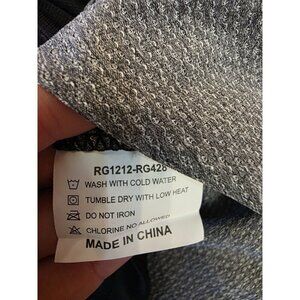 RG1212-RG428
WASH WITH COLD WATER
TUMBLE DRY WITH LOW HEAT
DO NOT IRON
CHLORINE NO ALLOWED
MADE IN CHINA